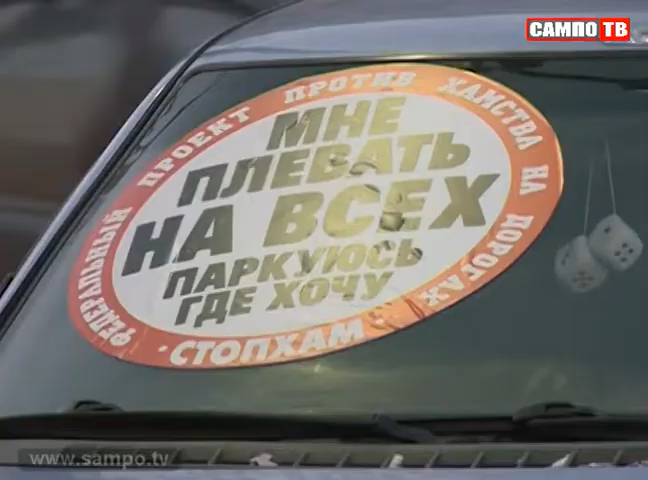 САМПО ТВ
ФЕДЕРАЛЬНЫЙ ПРОЕКТ ПРОТИВ ХАМСТВА НА ДОРОГАХ
МНЕ
ПЛЕВАТЬ
НА ВСЕХ
ПАРКУЮСЬ
ГДЕ ХОЧУ
·СТОПХАМ·
www.sampo.tv